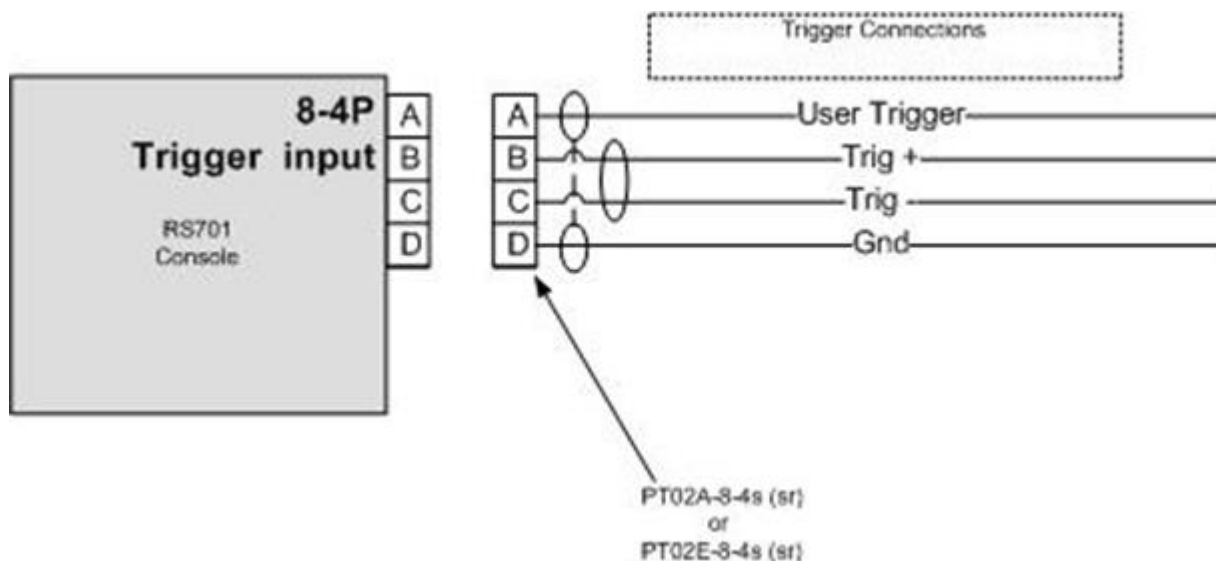 Trigger Connections
8-4P
Trigger input
RS701
Console
A
B
C
D
A
B
C
D
User Trigger
Trig +
Trig -
Gnd
PT02A-8-4s (sr)
or
PT02E-8-4s (sr)